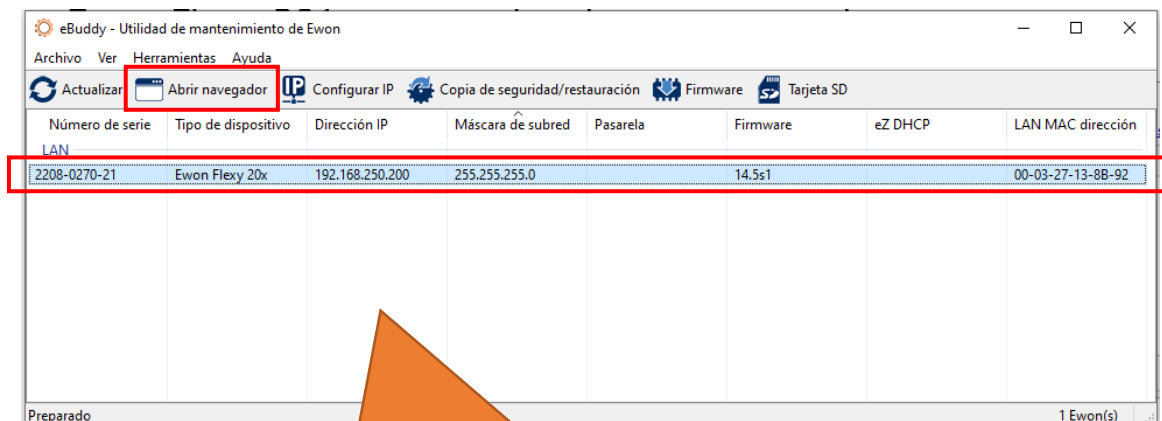 eBuddy - Utilidad de mantenimiento de Ewon
Archivo Ver Herramientas Ayuda
Actualizar Abrir navegador Configurar IP Copia de seguridad/restauración Firmware Tarjeta SD
Número de serie Tipo de dispositivo Dirección IP Máscara de subred Pasarela Firmware eZ DHCP LAN MAC dirección
LAN
2208-0270-21 Ewon Flexy 20x 192.168.250.200 255.255.255.0 14.5s1 00-03-27-13-8B-92
Preparado 1 Ewon(s)